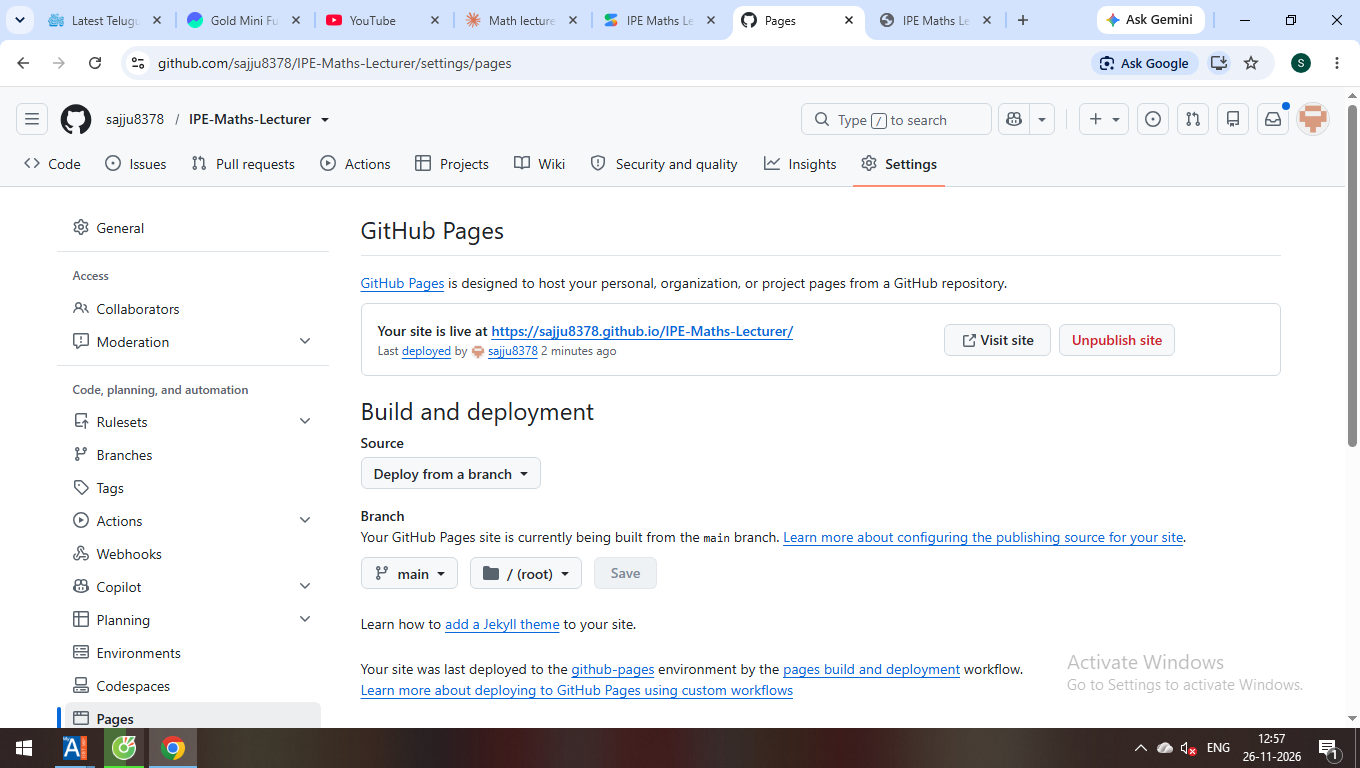 Latest Telugu
Gold Mini Fu
YouTube
Math lecture
IPE Maths Le
Pages
IPE Maths Le
Ask Gemini
github.com/sajju8378/IPE-Maths-Lecturer/settings/pages
Ask Google
S
sajju8378 / IPE-Maths-Lecturer
Type / to search
Code
Issues
Pull requests
Actions
Projects
Wiki
Security and quality
Insights
Settings
General
Access
Collaborators
Moderation
Code, planning, and automation
Rulesets
Branches
Tags
Actions
Webhooks
Copilot
Planning
Environments
Codespaces
Pages
GitHub Pages
GitHub Pages is designed to host your personal, organization, or project pages from a GitHub repository.
Your site is live at https://sajju8378.github.io/IPE-Maths-Lecturer/
Last deployed by sajju8378 2 minutes ago
Visit site
Unpublish site
Build and deployment
Source
Deploy from a branch
Branch
Your GitHub Pages site is currently being built from the main branch. Learn more about configuring the publishing source for your site.
main
/ (root)
Save
Learn how to add a Jekyll theme to your site.
Your site was last deployed to the github-pages environment by the pages build and deployment workflow.
Learn more about deploying to GitHub Pages using custom workflows
Activate Windows
Go to Settings to activate Windows.
ENG
12:57
26-11-2026
1